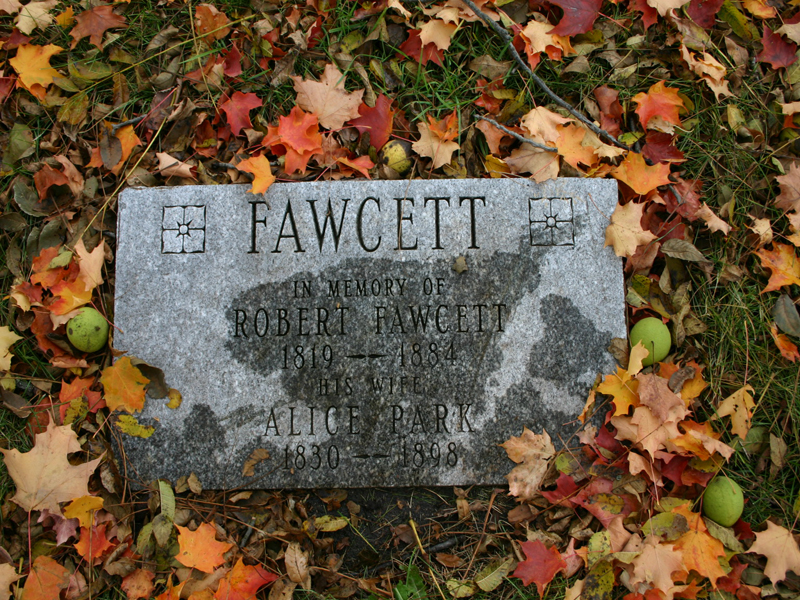 FAWCETT
IN MEMORY OF
ROBERT FAWCETT
1819 — 1884
HIS WIFE
ALICE PARK
1830 — 1898